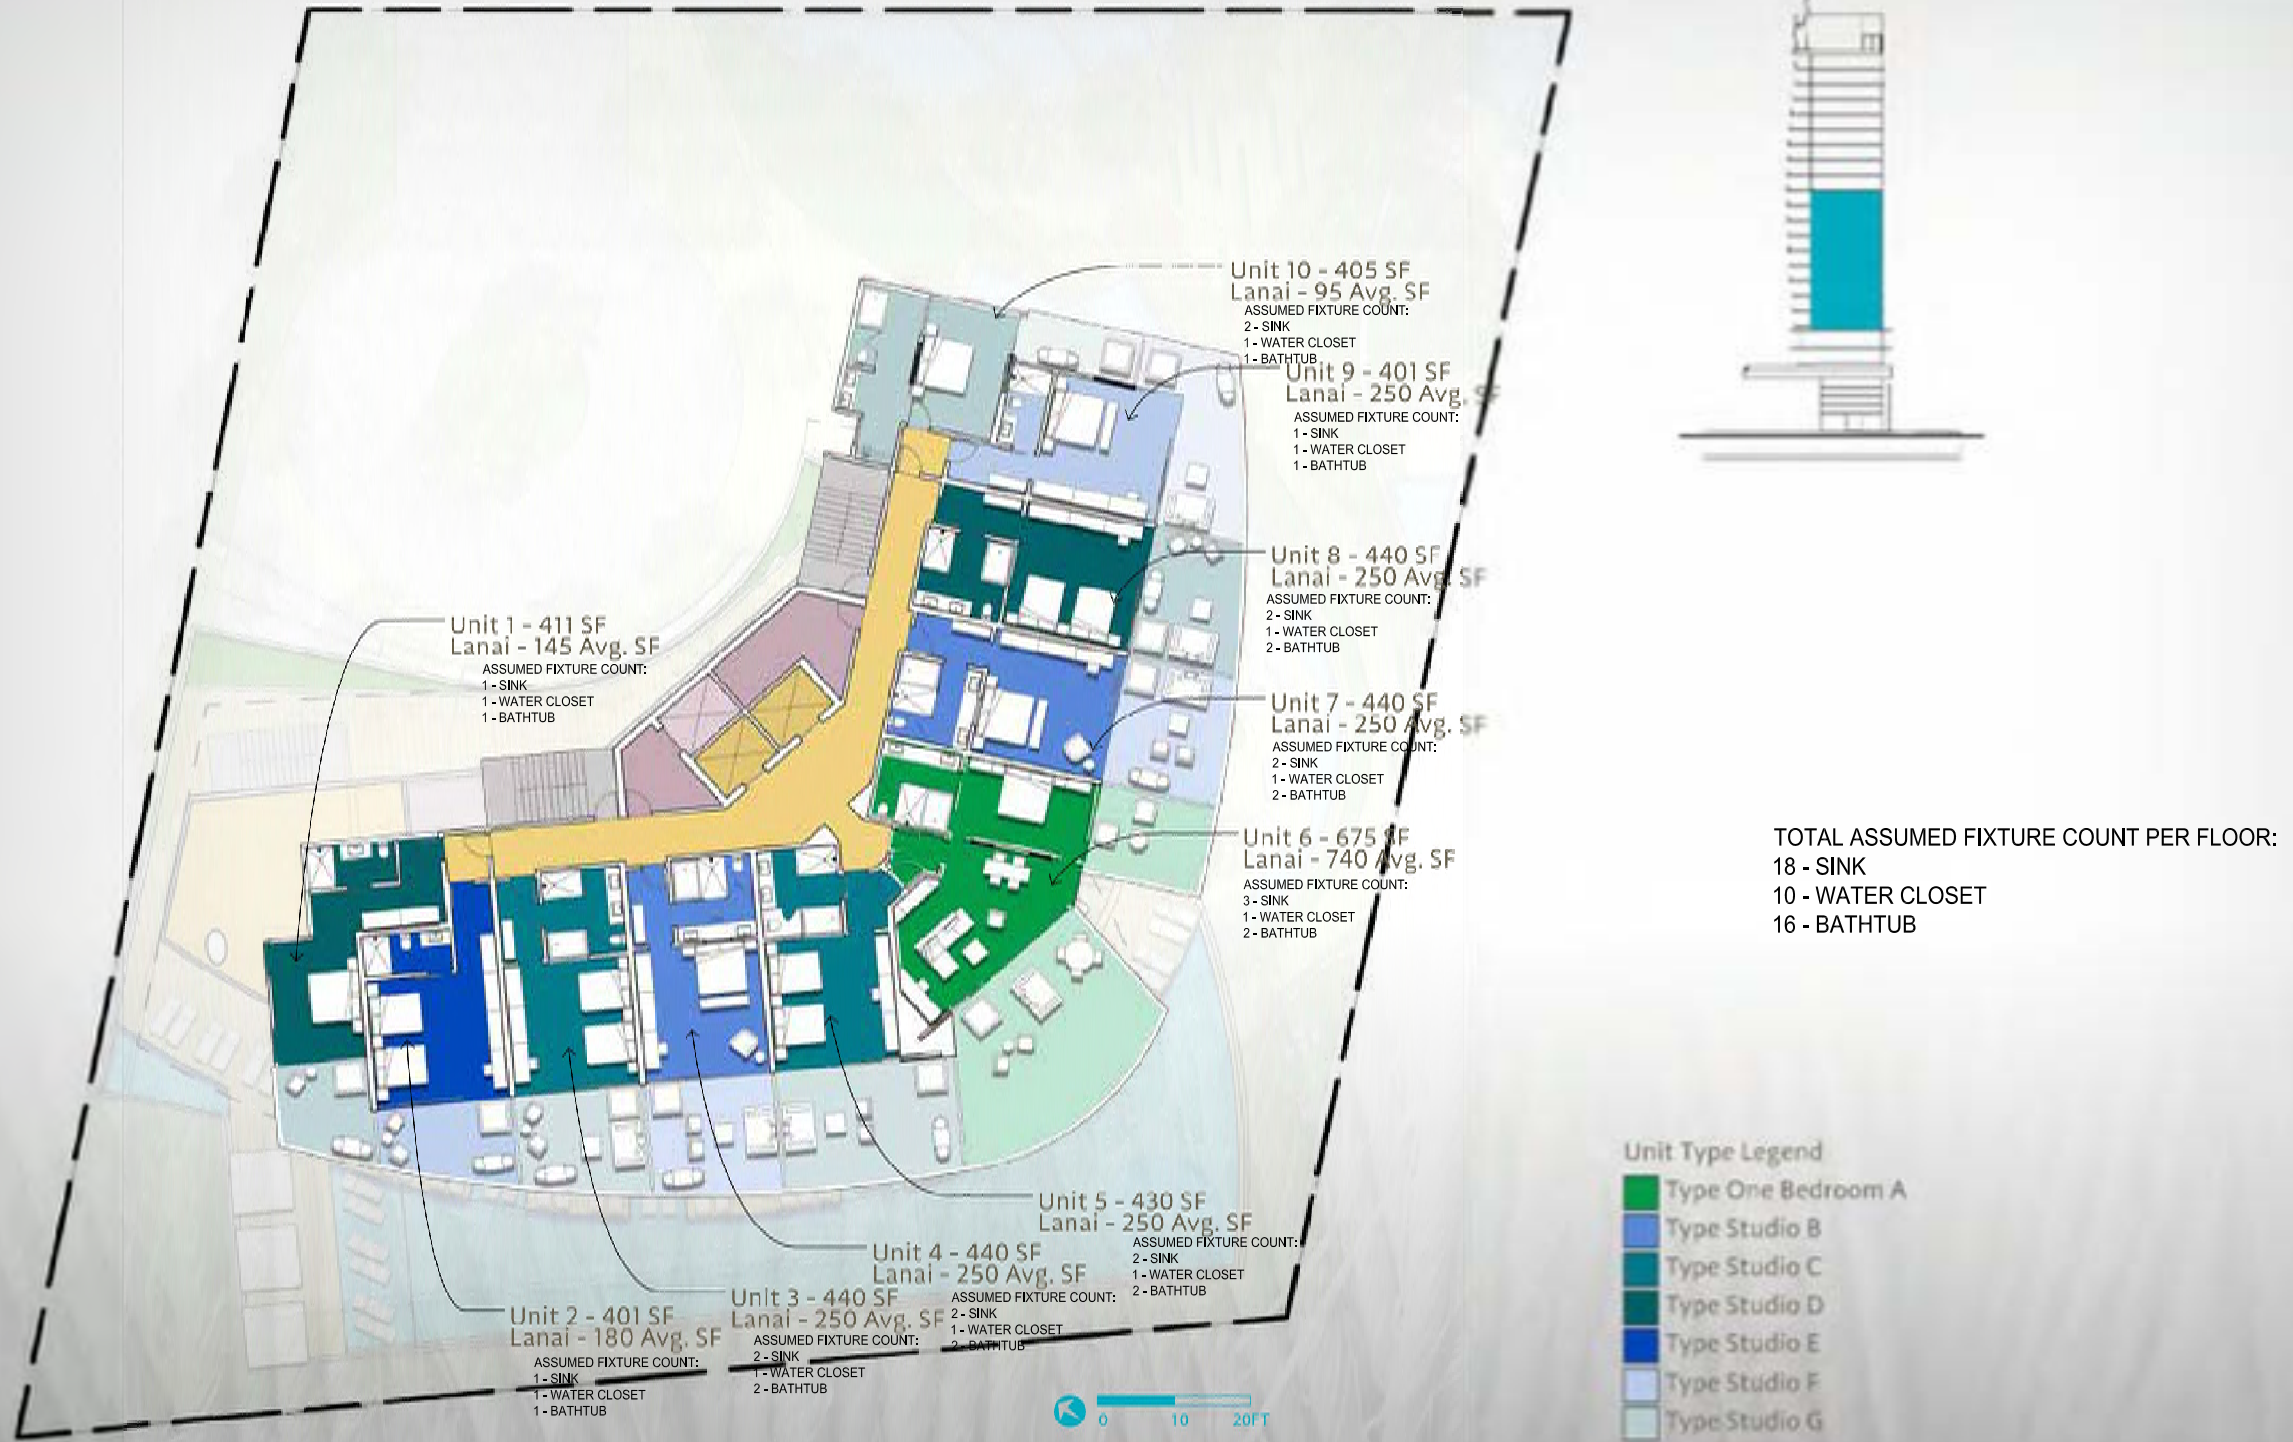 Unit 10 - 405 SF
Lanai - 95 Avg. SF
ASSUMED FIXTURE COUNT:
2 - SINK
1 - WATER CLOSET
1 - BATHTUB
Unit 9 - 401 SF
Lanai - 250 Avg. SF
ASSUMED FIXTURE COUNT:
1 - SINK
1 - WATER CLOSET
1 - BATHTUB
Unit 8 - 440 SF
Lanai - 250 Avg. SF
ASSUMED FIXTURE COUNT:
2 - SINK
1 - WATER CLOSET
2 - BATHTUB
Unit 1 - 411 SF
Lanai - 145 Avg. SF
ASSUMED FIXTURE COUNT:
1 - SINK
1 - WATER CLOSET
1 - BATHTUB
Unit 7 - 440 SF
Lanai - 250 Avg. SF
ASSUMED FIXTURE COUNT:
2 - SINK
1 - WATER CLOSET
2 - BATHTUB
Unit 6 - 675 SF
Lanai - 740 Avg. SF
ASSUMED FIXTURE COUNT:
3 - SINK
1 - WATER CLOSET
2 - BATHTUB
TOTAL ASSUMED FIXTURE COUNT PER FLOOR:
18 - SINK
10 - WATER CLOSET
16 - BATHTUB
Unit 5 - 430 SF
Lanai - 250 Avg. SF
ASSUMED FIXTURE COUNT:
2 - SINK
1 - WATER CLOSET
2 - BATHTUB
Unit 4 - 440 SF
Lanai - 250 Avg. SF
ASSUMED FIXTURE COUNT:
2 - SINK
1 - WATER CLOSET
2 - BATHTUB
Unit 3 - 440 SF
Lanai - 250 Avg. SF
ASSUMED FIXTURE COUNT:
2 - SINK
1 - WATER CLOSET
2 - BATHTUB
Unit 2 - 401 SF
Lanai - 180 Avg. SF
ASSUMED FIXTURE COUNT:
1 - SINK
1 - WATER CLOSET
1 - BATHTUB
0 10 20FT
Unit Type Legend
Type One Bedroom A
Type Studio B
Type Studio C
Type Studio D
Type Studio E
Type Studio F
Type Studio G